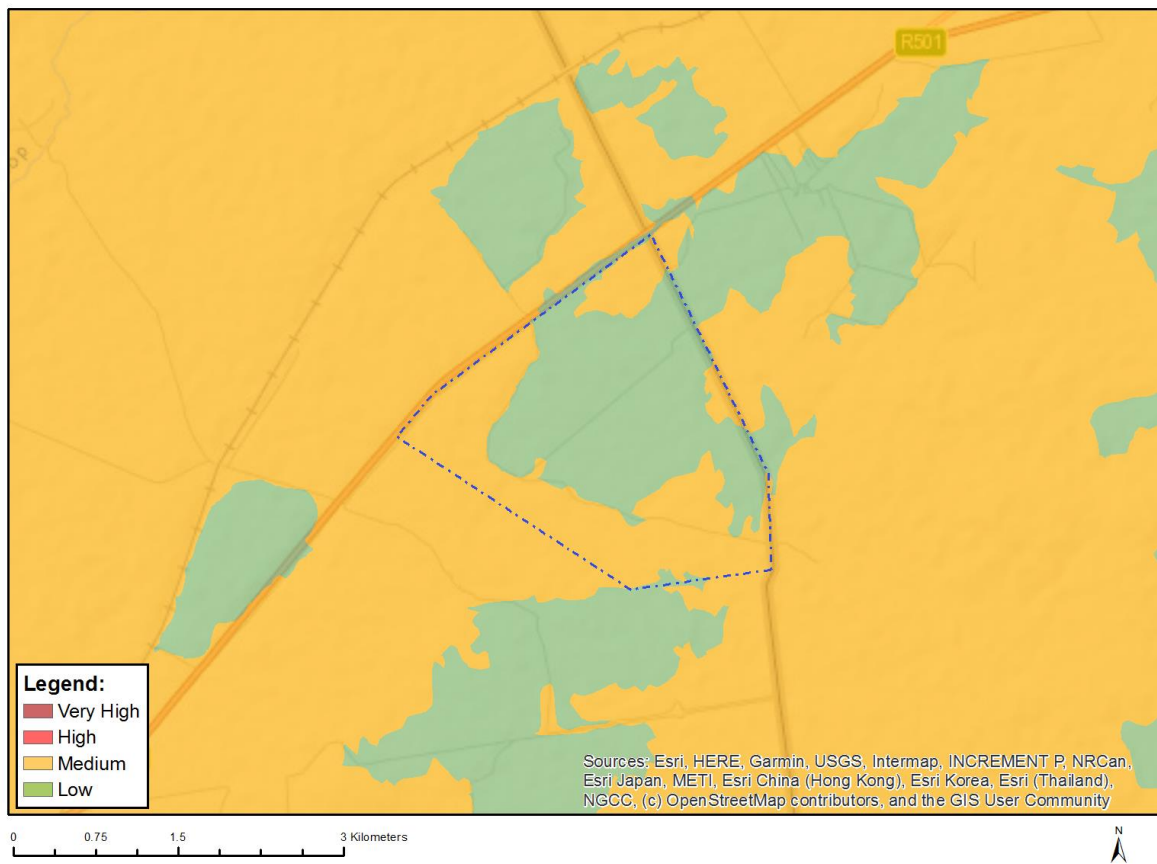 R501
Legend:
Very High
High
Medium
Low
Sources: Esri, HERE, Garmin, USGS, Intermap, INCREMENT P, NRCan,
Esri Japan, METI, Esri China (Hong Kong), Esri Korea, Esri (Thailand),
NGCC, (c) OpenStreetMap contributors, and the GIS User Community
0 0.75 1.5 3 Kilometers
N